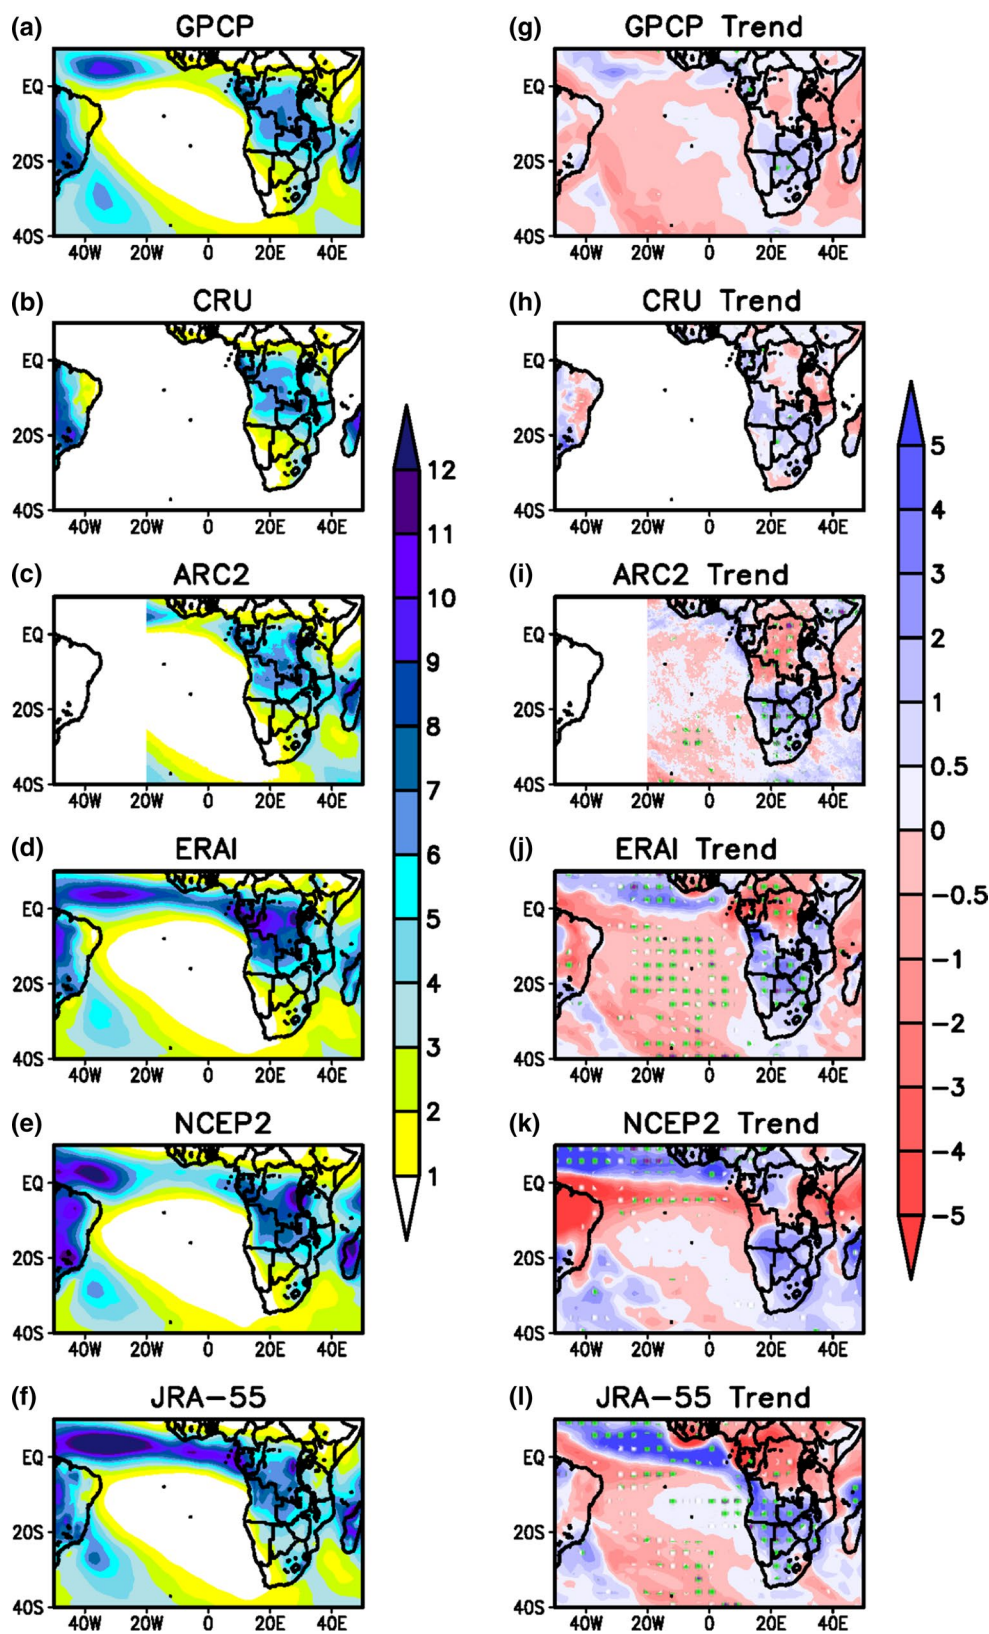 (a) GPCP
EQ
20S
40S
40W 20W 0 20E 40E
(g) GPCP Trend
EQ
20S
40S
40W 20W 0 20E 40E
(b) CRU
EQ
20S
40S
40W 20W 0 20E 40E
(h) CRU Trend
EQ
20S
40S
40W 20W 0 20E 40E
(c) ARC2
EQ
20S
40S
40W 20W 0 20E 40E
(i) ARC2 Trend
EQ
20S
40S
40W 20W 0 20E 40E
(d) ERAI
EQ
20S
40S
40W 20W 0 20E 40E
(j) ERAI Trend
EQ
20S
40S
40W 20W 0 20E 40E
(e) NCEP2
EQ
20S
40S
40W 20W 0 20E 40E
(k) NCEP2 Trend
EQ
20S
40S
40W 20W 0 20E 40E
(f) JRA-55
EQ
20S
40S
40W 20W 0 20E 40E
(l) JRA-55 Trend
EQ
20S
40S
40W 20W 0 20E 40E
12
11
10
9
8
7
6
5
4
3
2
1
5
4
3
2
1
0.5
0
-0.5
-1
-2
-3
-4
-5